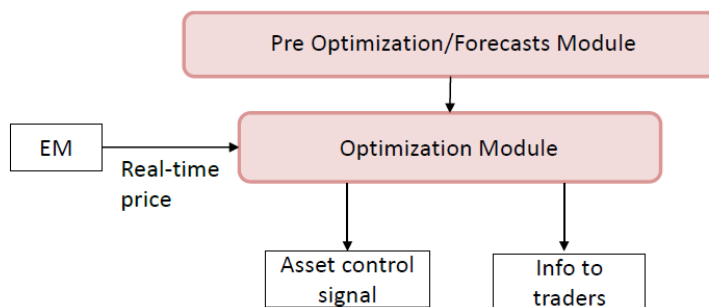 Pre Optimization/Forecasts Module
EM
Optimization Module
Real-time
price
Asset control
signal
Info to
traders